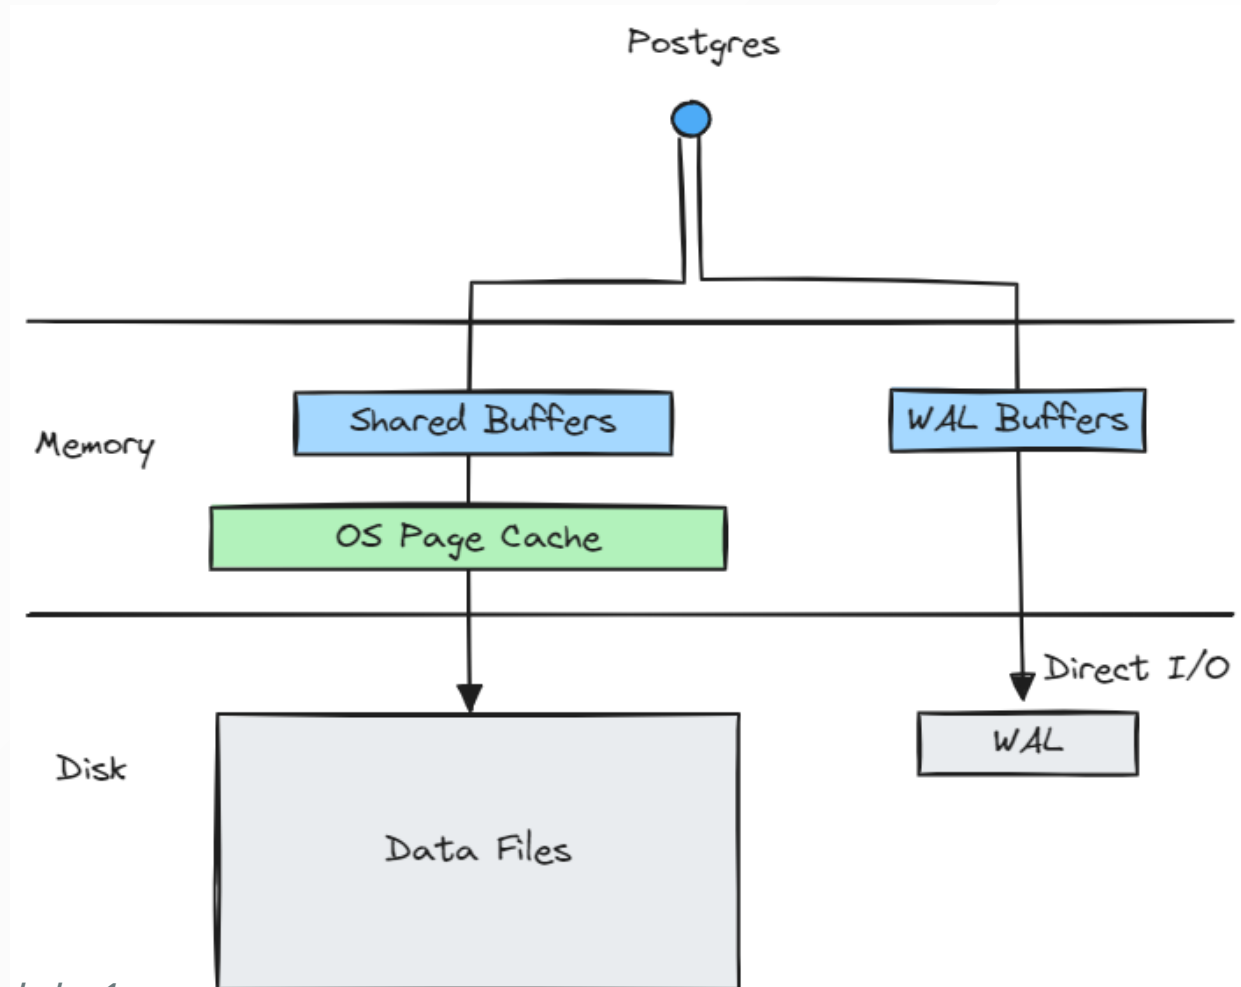 Postgres
Shared Buffers
WAL Buffers
Memory
OS Page Cache
Direct I/O
WAL
Disk
Data Files